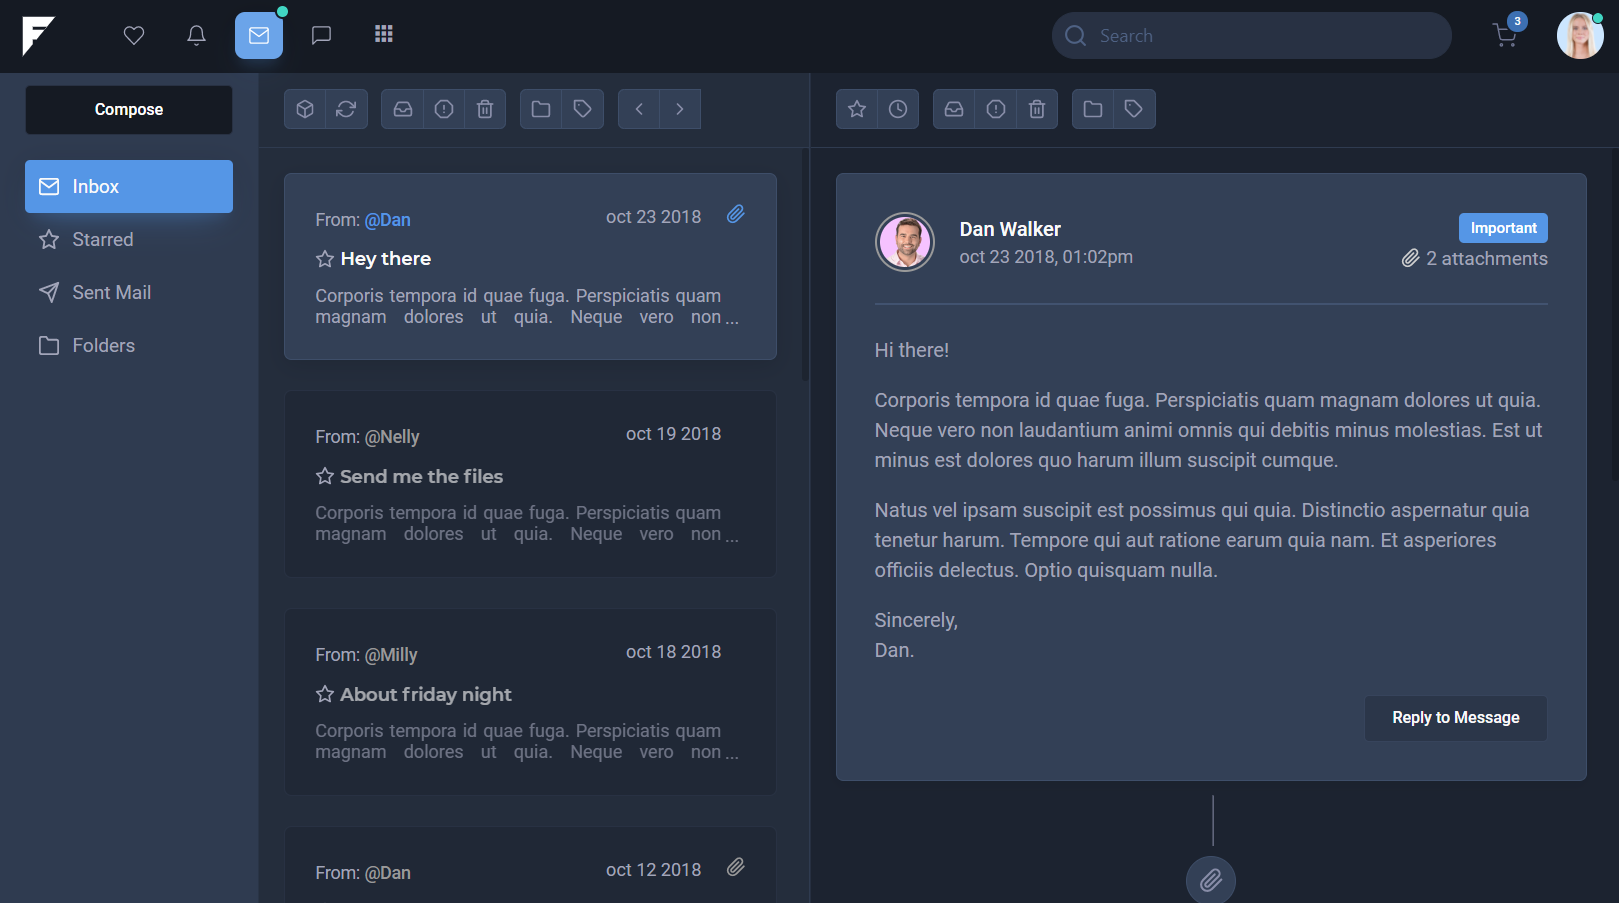 Search
3
Compose
Inbox
Starred
Sent Mail
Folders
From: @Dan
oct 23 2018
Hey there
Corporis tempora id quae fuga. Perspiciatis quam
magnam dolores ut quia. Neque vero non ...
From: @Nelly
oct 19 2018
Send me the files
Corporis tempora id quae fuga. Perspiciatis quam
magnam dolores ut quia. Neque vero non ...
From: @Milly
oct 18 2018
About friday night
Corporis tempora id quae fuga. Perspiciatis quam
magnam dolores ut quia. Neque vero non ...
From: @Dan
oct 12 2018
Dan Walker
oct 23 2018, 01:02pm
Important
2 attachments
Hi there!
Corporis tempora id quae fuga. Perspiciatis quam magnam dolores ut quia.
Neque vero non laudantium animi omnis qui debitis minus molestias. Est ut
minus est dolores quo harum illum suscipit cumque.
Natus vel ipsam suscipit est possimus qui quia. Distinctio aspernatur quia
tenetur harum. Tempore qui aut ratione earum quia nam. Et asperiores
officiis delectus. Optio quisquam nulla.
Sincerely,
Dan.
Reply to Message